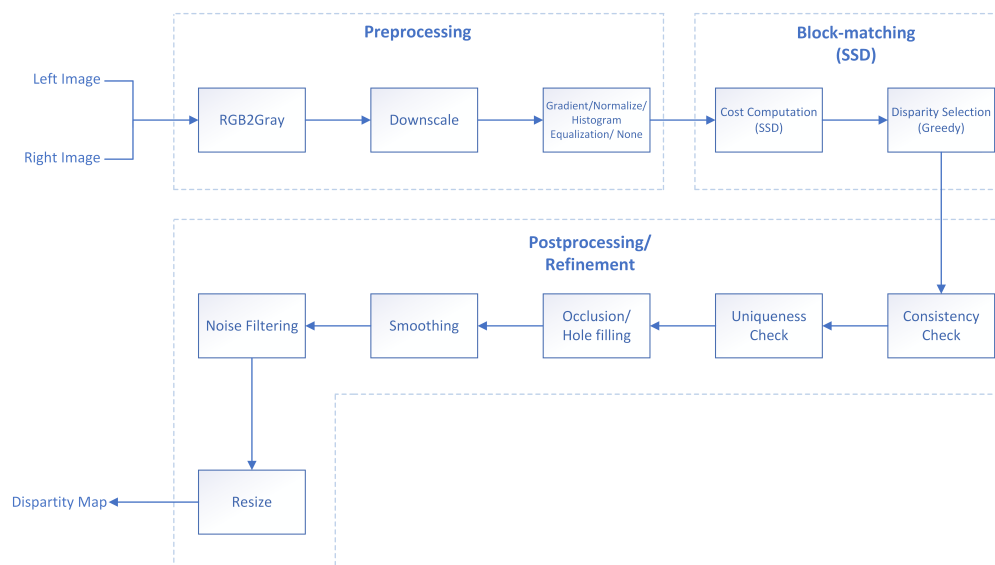 Preprocessing
Block-matching
(SSD)
Left Image
Right Image
RGB2Gray
Downscale
Gradient/Normalize/
Histogram
Equalization/ None
Cost Computation
(SSD)
Disparity Selection
(Greedy)
Postprocessing/
Refinement
Noise Filtering
Smoothing
Occlusion/
Hole filling
Uniqueness
Check
Consistency
Check
Dispartity Map
Resize